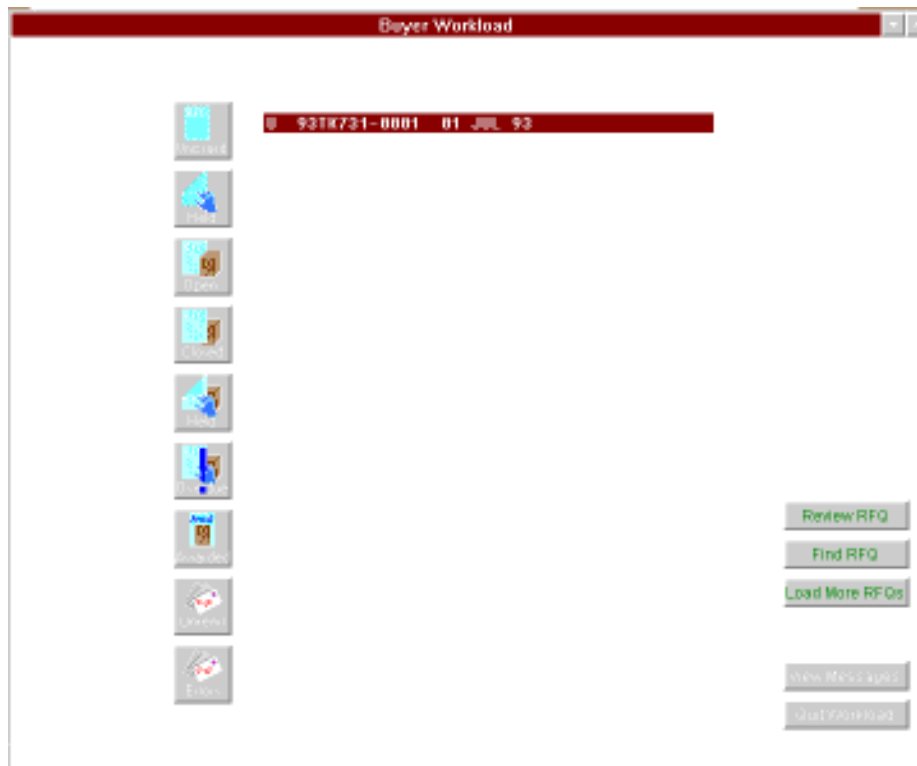 Buyer Workload
U 93TK731-0001 01 JUL 93
Held
Open
Closed
Held
Overdue
Awarded
Unread
Errors
Review RFQ
Find RFQ
Load More RFQs
View Messages
Quit Workload